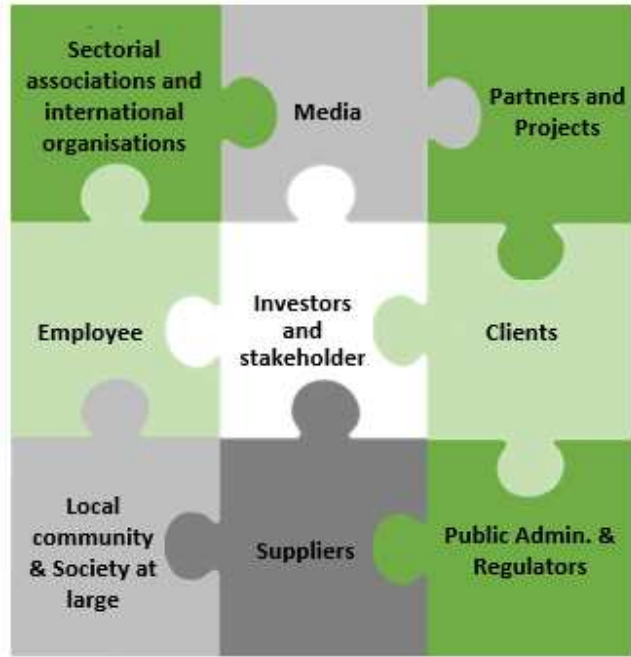 Sectorial
associations and
international
organisations
Media
Partners and
Projects
Employee
Investors
and
stakeholder
Clients
Local
community
& Society at
large
Suppliers
Public Admin. &
Regulators